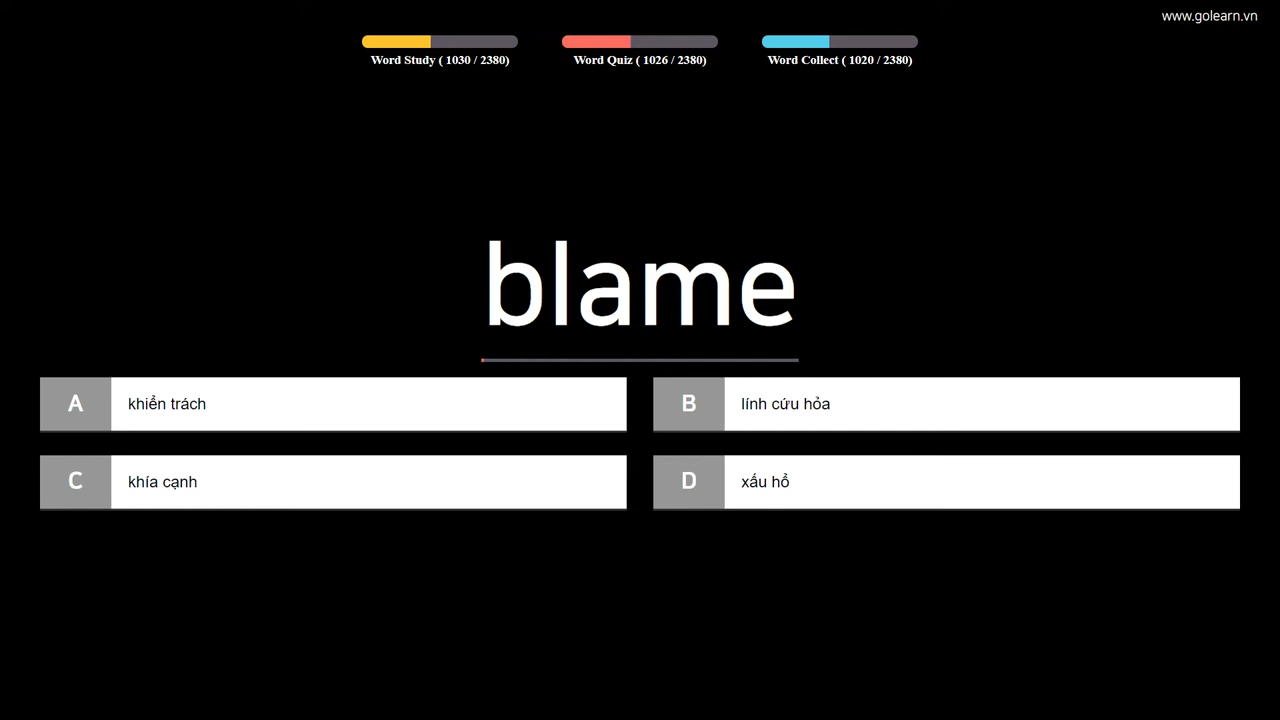 www.golearn.vn
Word Study ( 1030 / 2380)
Word Quiz ( 1026 / 2380)
Word Collect ( 1020 / 2380)
blame
A khiển trách
B lính cứu hỏa
C khía cạnh
D xấu hổ